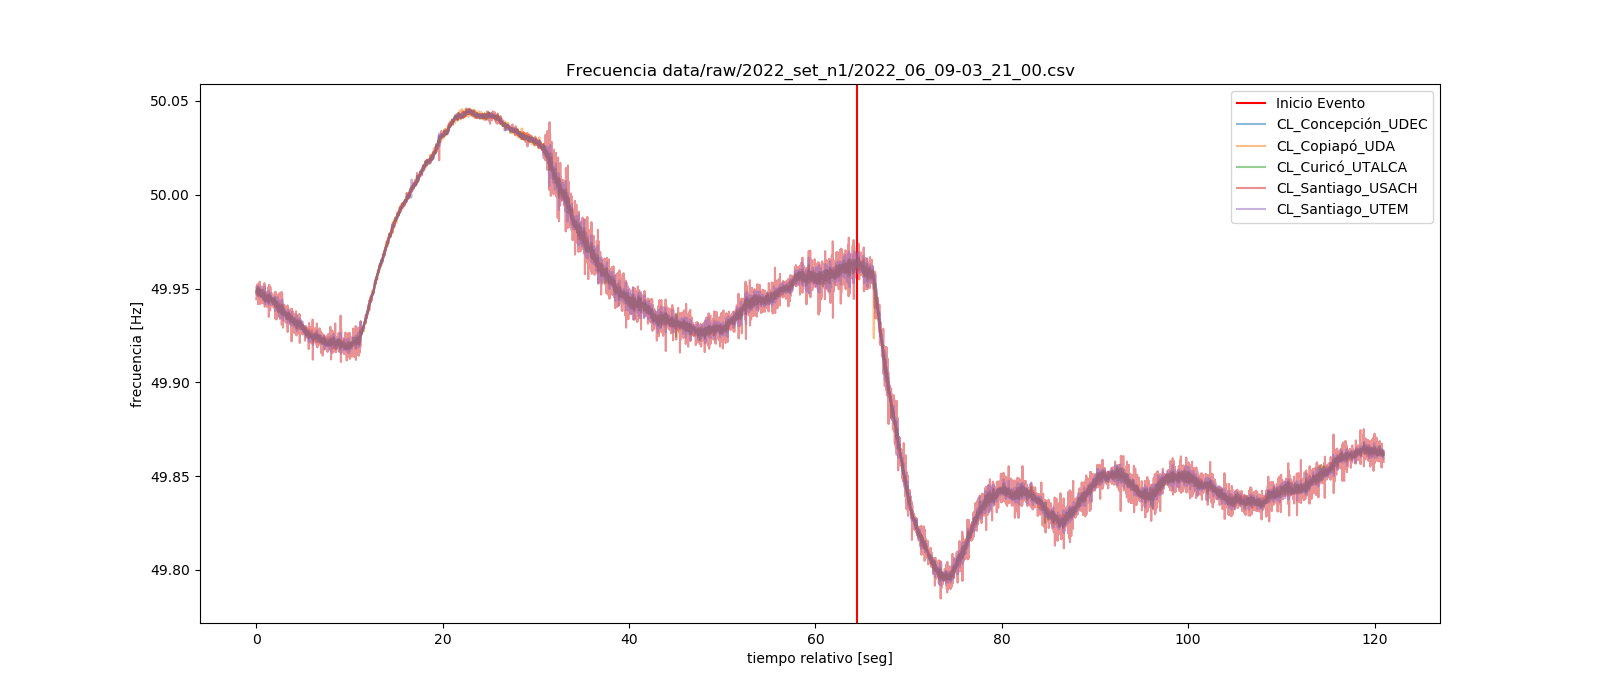 Frecuencia data/raw/2022_set_n1/2022_06_09-03_21_00.csv
50.05
50.00
49.95
49.90
49.85
49.80
frecuencia [Hz]
Inicio Evento
CL_Concepción_UDEC
CL_Copiapó_UDA
CL_Curicó_UTALCA
CL_Santiago_USACH
CL_Santiago_UTEM
0 20 40 60 80 100 120
tiempo relativo [seg]